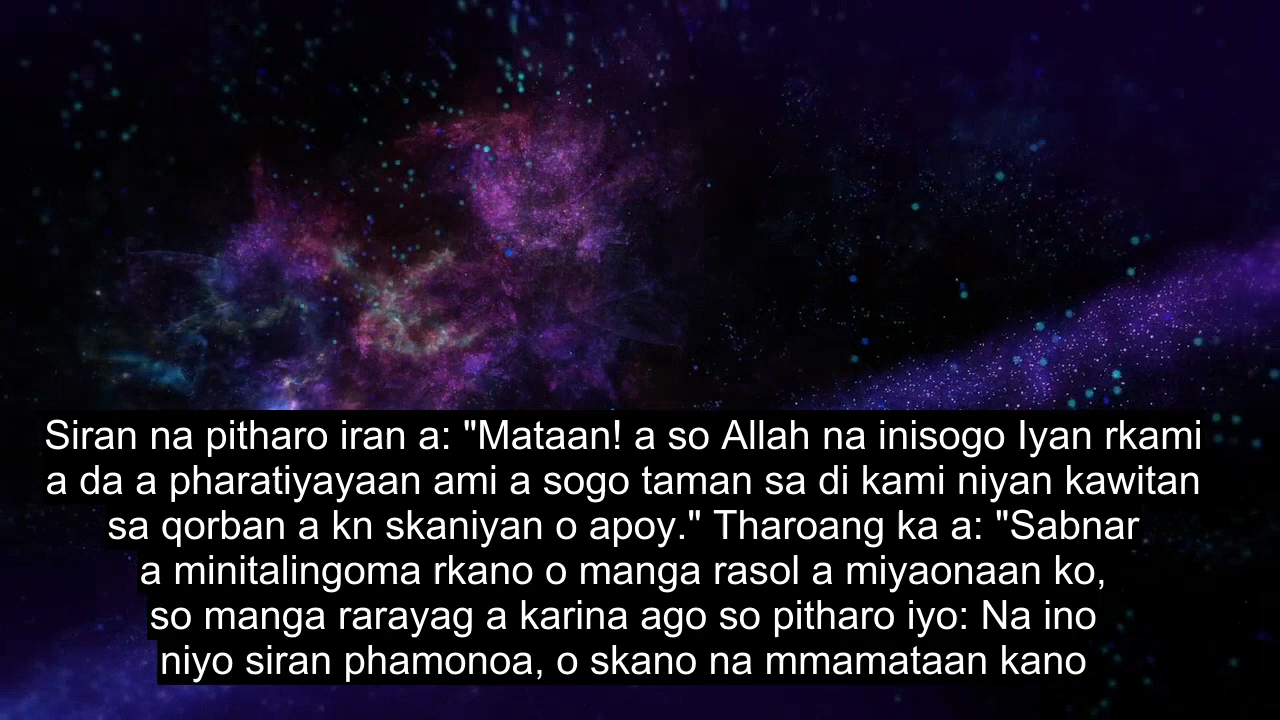 Siran na pitharo iran a: "Mataan! a so Allah na inisogo Iyan rkami
a da a pharatiyayaan ami a sogo taman sa di kami niyan kawitan
sa qorban a kn skaniyan o apoy." Tharoang ka a: "Sabnar
a minitalingoma rkano o manga rasol a miyaonaan ko,
so manga rarayag a karina ago so pitharo iyo: Na ino
niyo siran phamonoa, o skano na mmamataan kano